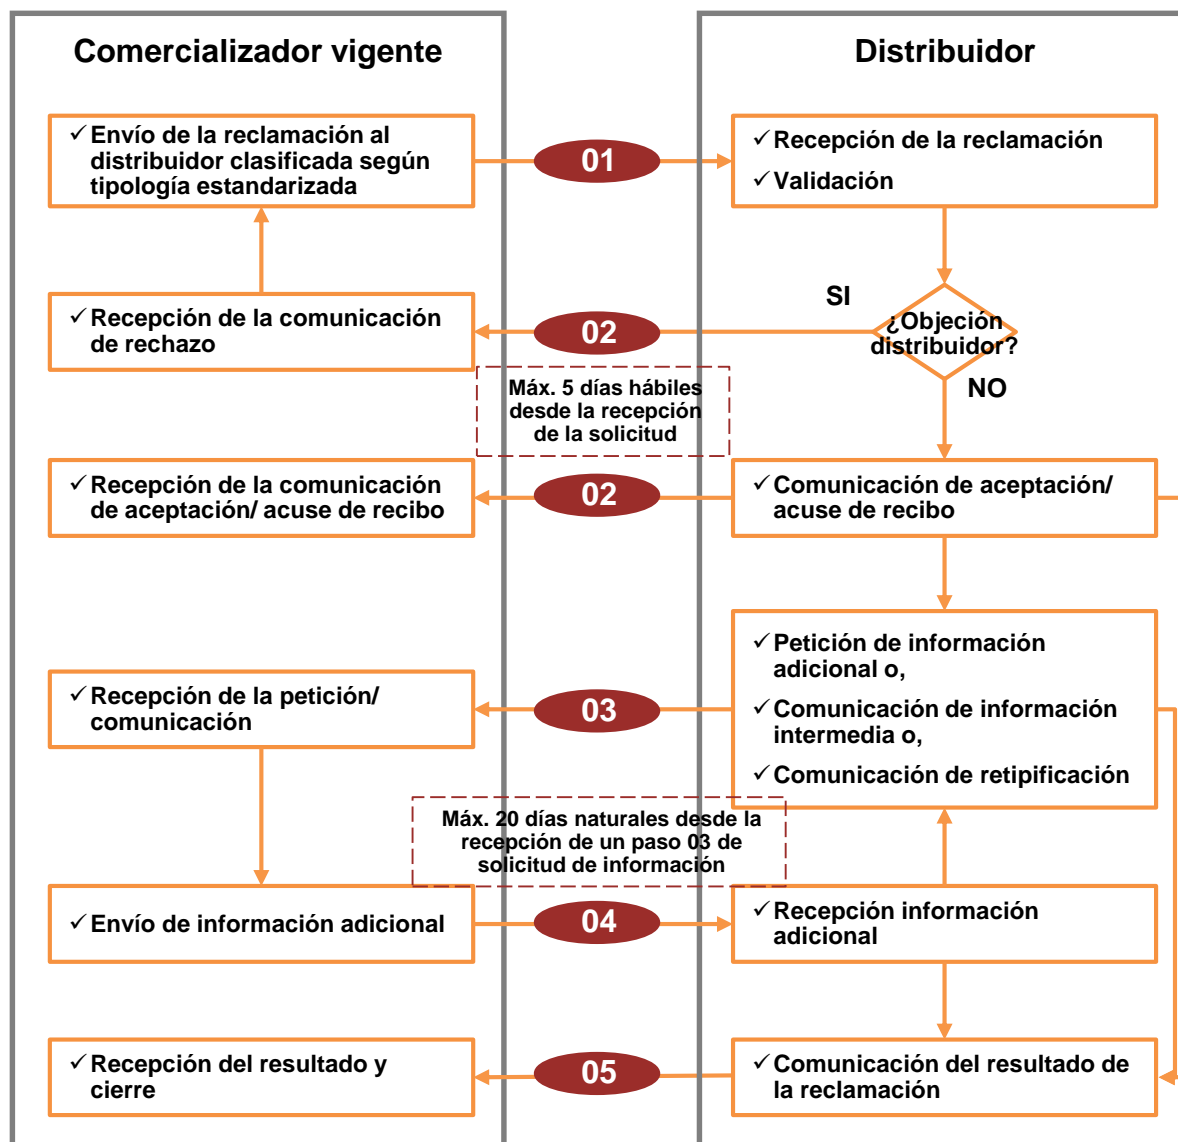 Comercializador vigente
Distribuidor
✓ Envío de la reclamación al
distribuidor clasificada según
tipología estandarizada
01
✓ Recepción de la reclamación
✓ Validación
SI
¿Objeción
distribuidor?
NO
✓ Recepción de la comunicación
de rechazo
02
Máx. 5 días hábiles
desde la recepción
de la solicitud
✓ Recepción de la comunicación
de aceptación/ acuse de recibo
02
✓ Comunicación de aceptación/
acuse de recibo
✓ Petición de información
adicional o,
✓ Comunicación de información
intermedia o,
✓ Comunicación de retipificación
✓ Recepción de la petición/
comunicación
03
Máx. 20 días naturales desde la
recepción de un paso 03 de
solicitud de información
✓ Envío de información adicional
04
✓ Recepción información
adicional
✓ Recepción del resultado y
cierre
05
✓ Comunicación del resultado de
la reclamación